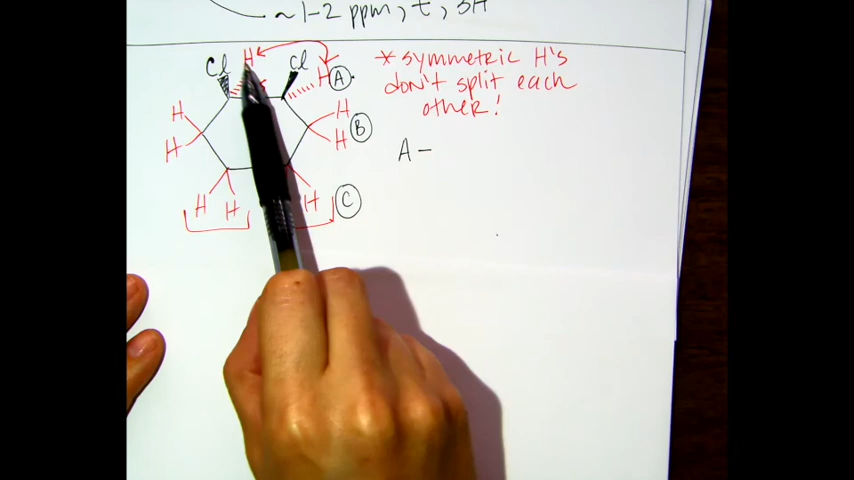 ~1-2 ppm, t, 3H
Cl H Cl
H A
H H
H H B
H H H C
*symmetric H's
don't split each
other!
A -